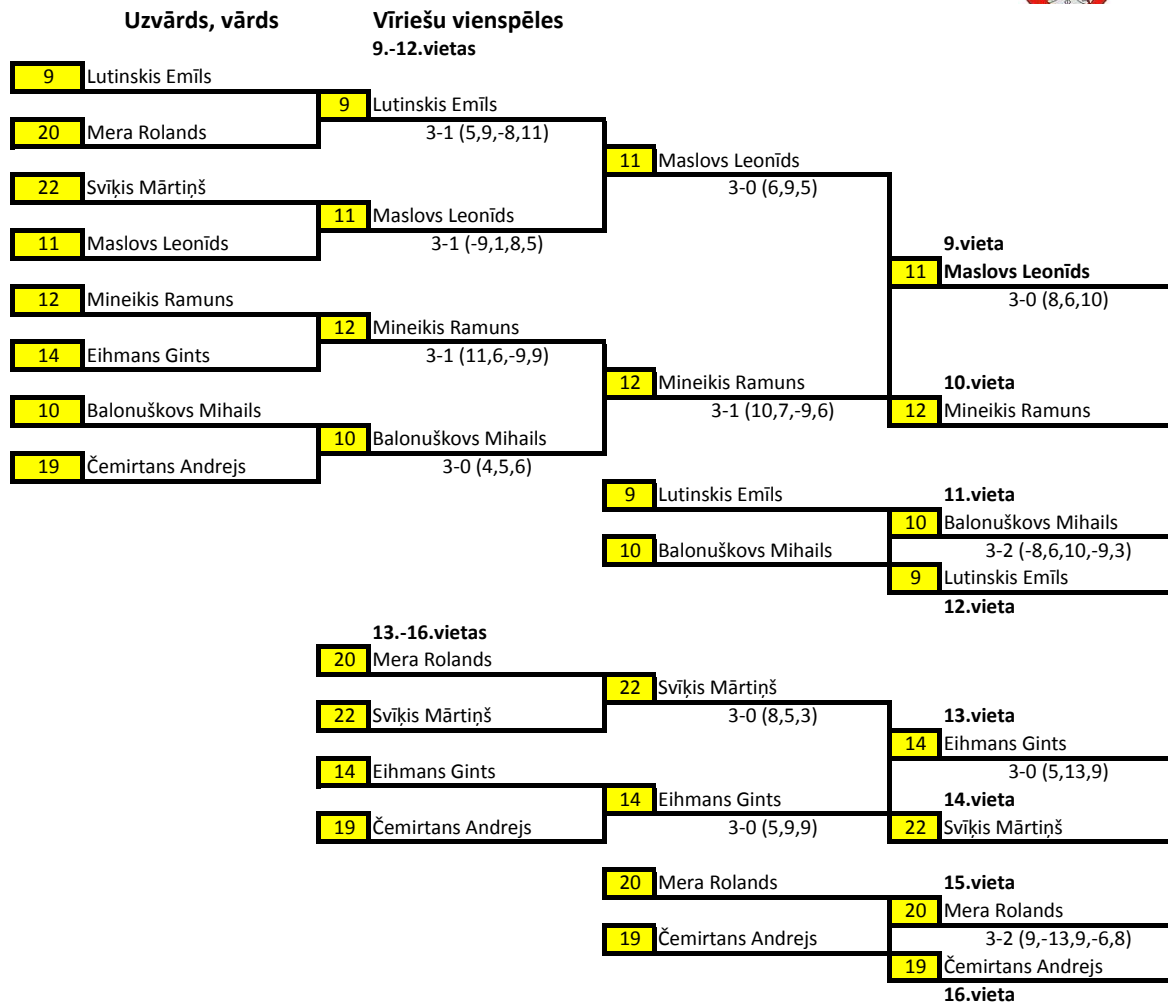 Uzvārds, vārds Vīriešu vienspēles
9.-12.vietas
9 Lutinskis Emīls
9 Lutinskis Emīls
20 Mera Rolands 3-1 (5,9,-8,11)
11 Maslovs Leonīds
22 Svīķis Mārtiņš 3-0 (6,9,5)
11 Maslovs Leonīds
11 Maslovs Leonīds 3-1 (-9,1,8,5) 9.vieta
11 Maslovs Leonīds
12 Mineikis Ramuns 3-0 (8,6,10)
12 Mineikis Ramuns
14 Eihmans Gints 3-1 (11,6,-9,9)
12 Mineikis Ramuns 10.vieta
10 Balonuškovs Mihails 3-1 (10,7,-9,6) 12 Mineikis Ramuns
10 Balonuškovs Mihails
19 Čemirtans Andrejs 3-0 (4,5,6)
9 Lutinskis Emīls 11.vieta
10 Balonuškovs Mihails
10 Balonuškovs Mihails 3-2 (-8,6,10,-9,3)
9 Lutinskis Emīls
12.vieta
13.-16.vietas
20 Mera Rolands
22 Svīķis Mārtiņš
22 Svīķis Mārtiņš 3-0 (8,5,3) 13.vieta
14 Eihmans Gints
14 Eihmans Gints 3-0 (5,13,9)
14 Eihmans Gints 14.vieta
19 Čemirtans Andrejs 3-0 (5,9,9) 22 Svīķis Mārtiņš
20 Mera Rolands 15.vieta
20 Mera Rolands
19 Čemirtans Andrejs 3-2 (9,-13,9,-6,8)
19 Čemirtans Andrejs
16.vieta